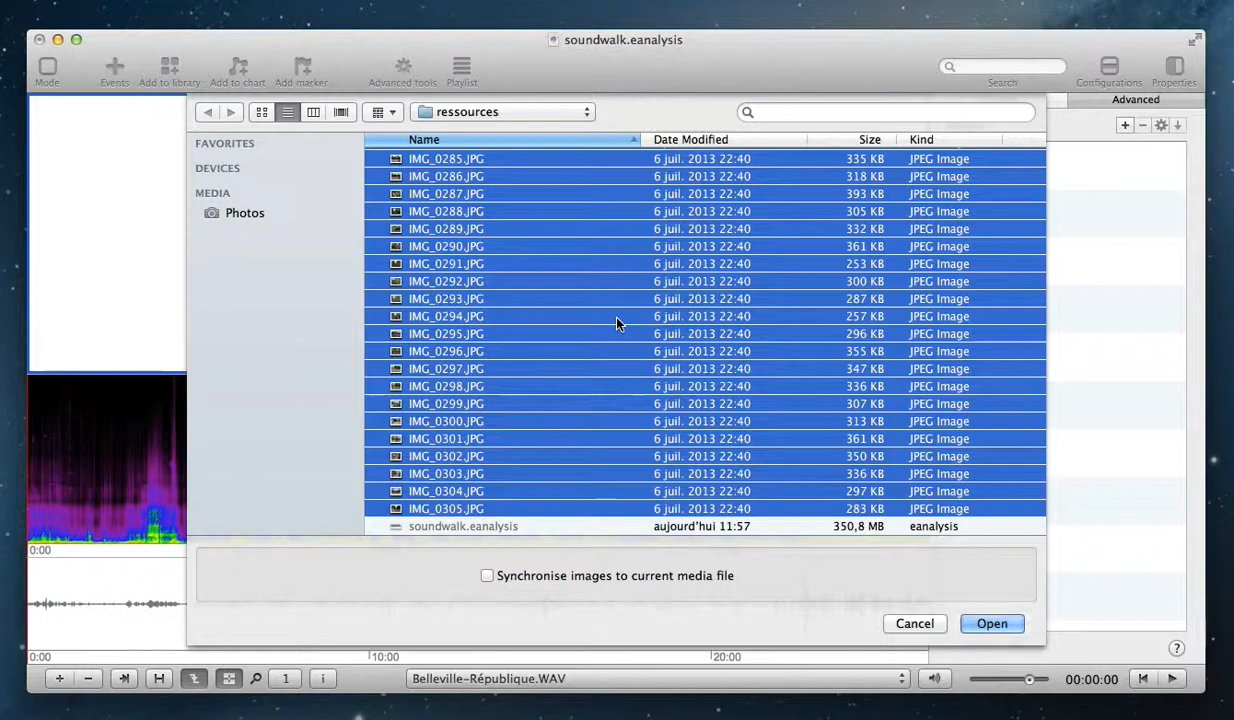 soundwalk.eanalysis
Mode Events Add to library Add to chart Add marker Advanced tools Playlist Search Configurations Properties
ressources
Advanced
FAVORITES
DEVICES
MEDIA
Photos
Name Date Modified Size Kind
IMG_0285.JPG 6 juil. 2013 22:40 335 KB JPEG Image
IMG_0286.JPG 6 juil. 2013 22:40 318 KB JPEG Image
IMG_0287.JPG 6 juil. 2013 22:40 393 KB JPEG Image
IMG_0288.JPG 6 juil. 2013 22:40 305 KB JPEG Image
IMG_0289.JPG 6 juil. 2013 22:40 332 KB JPEG Image
IMG_0290.JPG 6 juil. 2013 22:40 361 KB JPEG Image
IMG_0291.JPG 6 juil. 2013 22:40 253 KB JPEG Image
IMG_0292.JPG 6 juil. 2013 22:40 300 KB JPEG Image
IMG_0293.JPG 6 juil. 2013 22:40 287 KB JPEG Image
IMG_0294.JPG 6 juil. 2013 22:40 257 KB JPEG Image
IMG_0295.JPG 6 juil. 2013 22:40 296 KB JPEG Image
IMG_0296.JPG 6 juil. 2013 22:40 355 KB JPEG Image
IMG_0297.JPG 6 juil. 2013 22:40 347 KB JPEG Image
IMG_0298.JPG 6 juil. 2013 22:40 336 KB JPEG Image
IMG_0299.JPG 6 juil. 2013 22:40 307 KB JPEG Image
IMG_0300.JPG 6 juil. 2013 22:40 313 KB JPEG Image
IMG_0301.JPG 6 juil. 2013 22:40 361 KB JPEG Image
IMG_0302.JPG 6 juil. 2013 22:40 350 KB JPEG Image
IMG_0303.JPG 6 juil. 2013 22:40 336 KB JPEG Image
IMG_0304.JPG 6 juil. 2013 22:40 297 KB JPEG Image
IMG_0305.JPG 6 juil. 2013 22:40 283 KB JPEG Image
soundwalk.eanalysis aujourd'hui 11:57 350,8 MB eanalysis
0:00
Synchronise images to current media file
Cancel Open
?
0:00 10:00 20:00
1 i Belleville-République.WAV 00:00:00